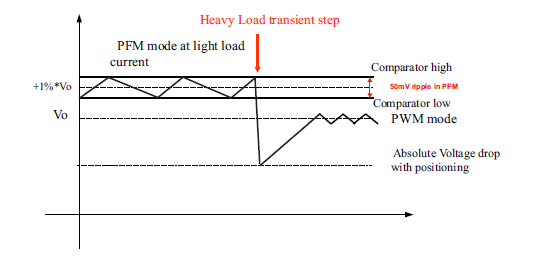 Heavy Load transient step
PFM mode at light load
current
Comparator high
+1%*Vo
50mV ripple in PFM
Comparator low
Vo
PWM mode
Absolute Voltage drop
with positioning